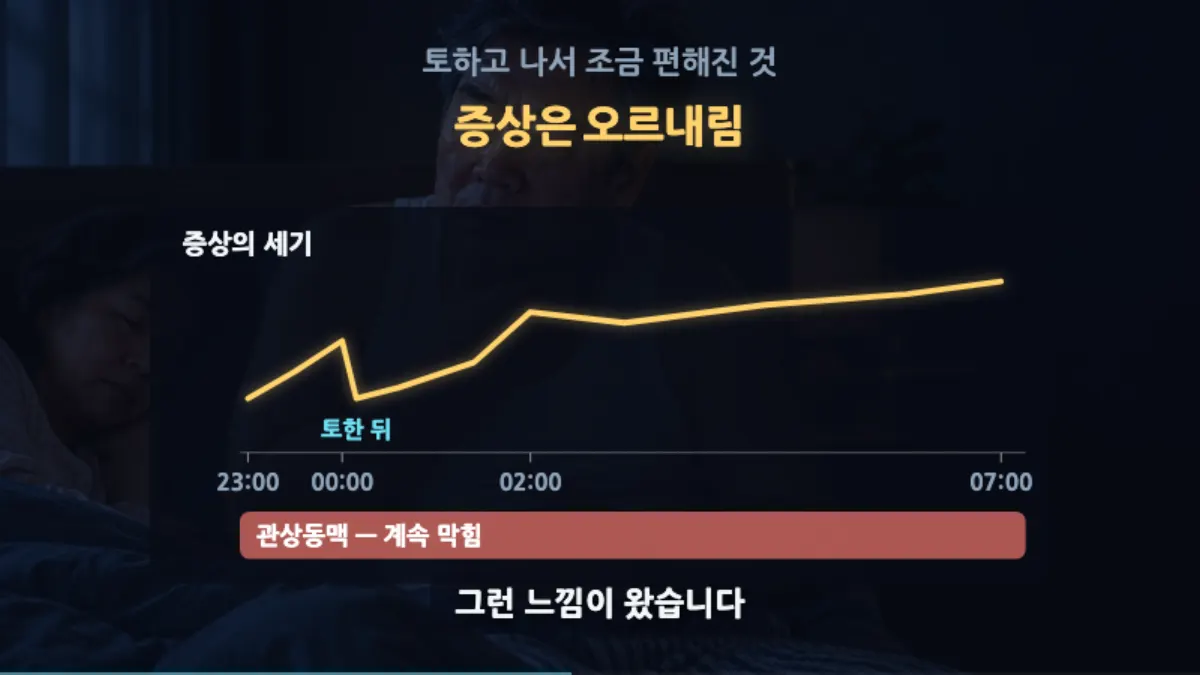 토하고 나서 조금 편해진 것
증상은 오르내림
증상의 세기
토한 뒤
23:00 00:00 02:00 07:00
관상동맥 — 계속 막힘
그런 느낌이 왔습니다